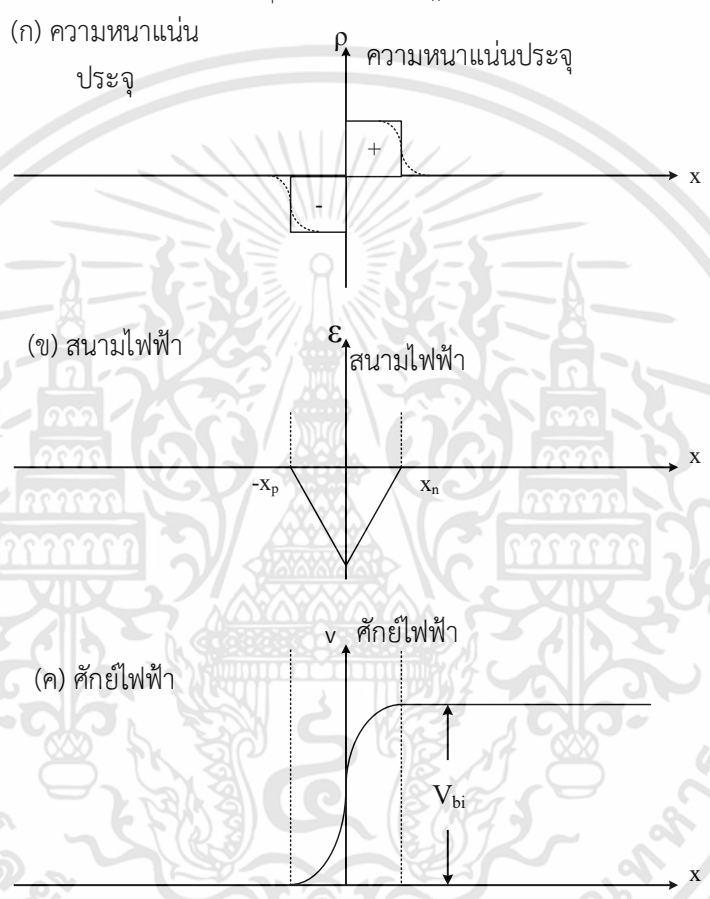 (ก) ความหนาแน่น
ประจุ
ρ
ความหนาแน่นประจุ
+
x
-
(ข) สนามไฟฟ้า
ε
สนามไฟฟ้า
x
-xp
xn
v
ศักย์ไฟฟ้า
(ค) ศักย์ไฟฟ้า
Vbi
x